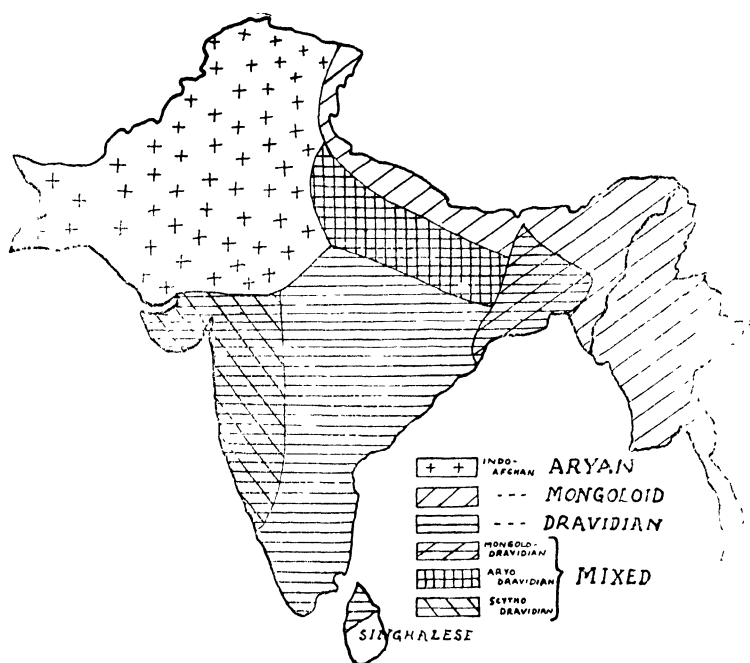 INDO-AFGHAN ARYAN
--- MONGOLOID
--- DRAVIDIAN
MONGOLO-DRAVIDIAN
ARYO DRAVIDIAN
MIXED
SCYTHO DRAVIDIAN
SINGHALESE